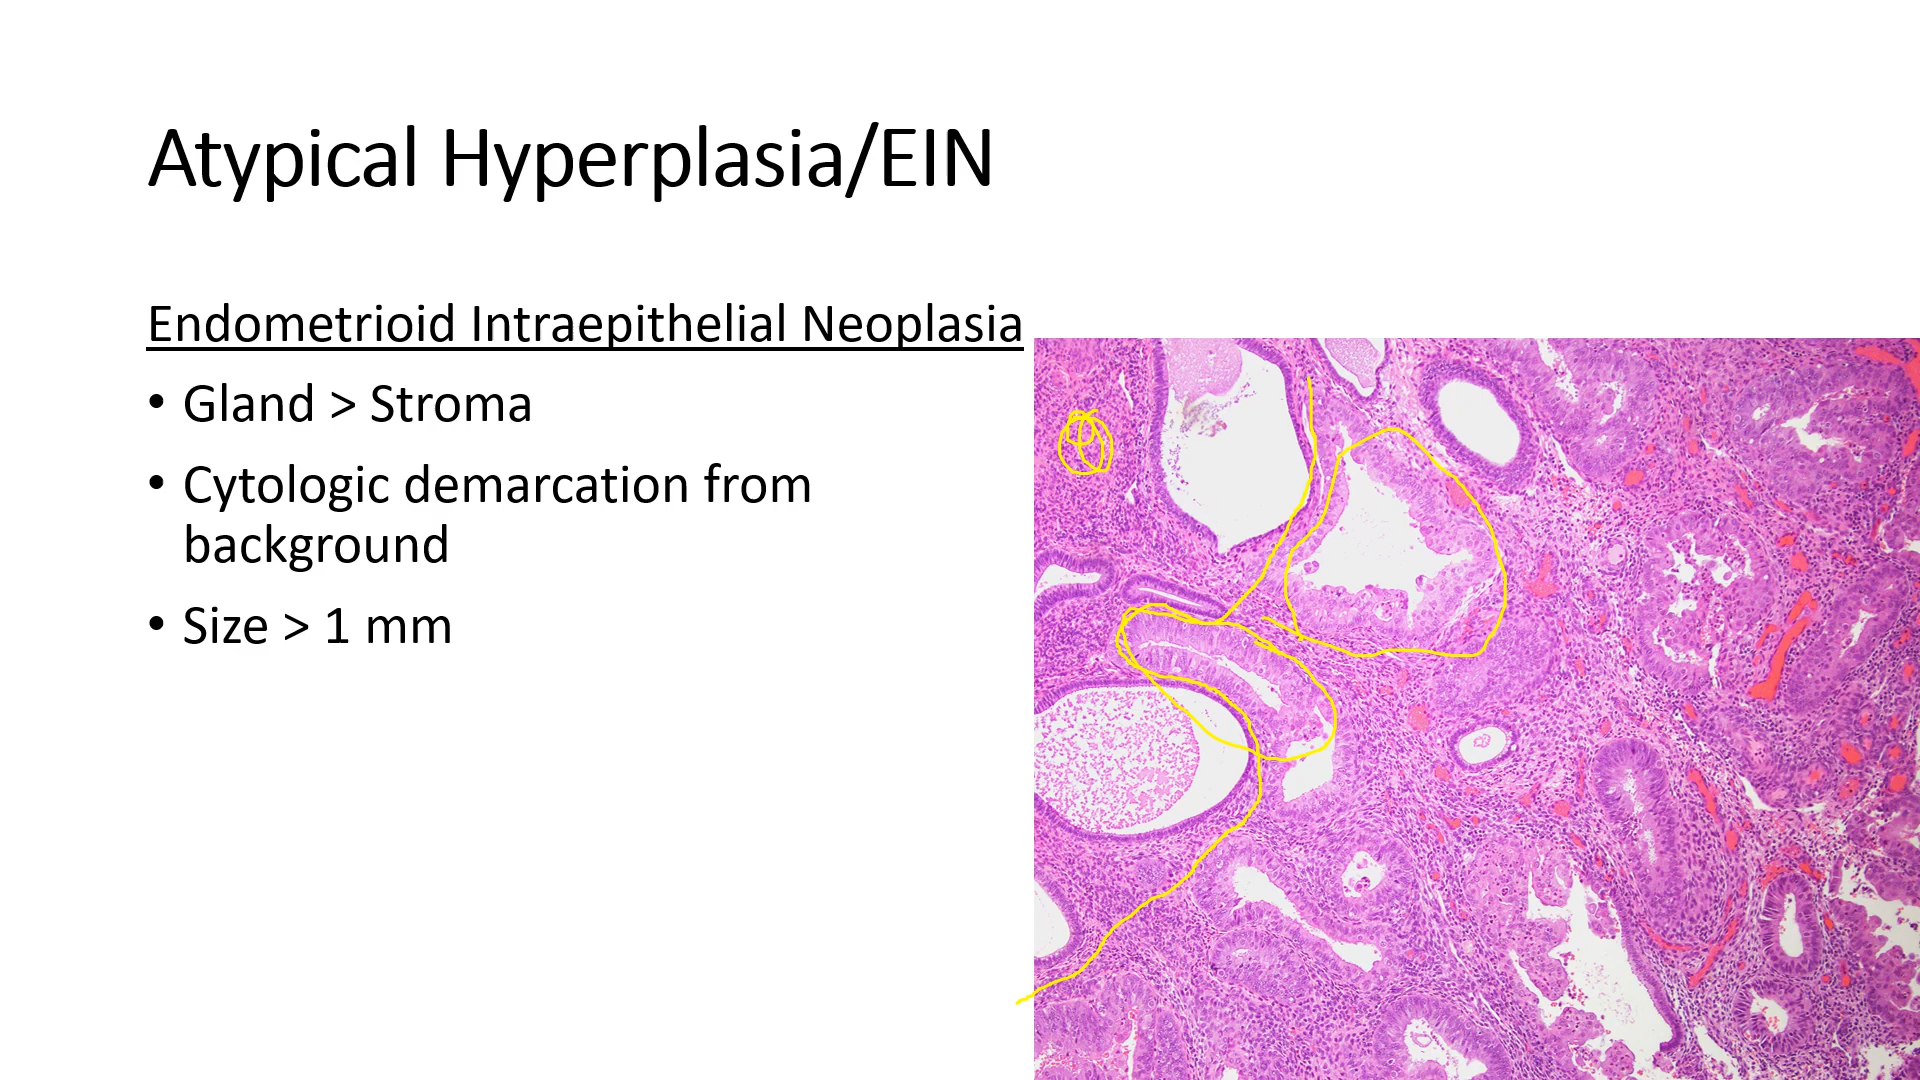 Atypical Hyperplasia/EIN
Endometrioid Intraepithelial Neoplasia
• Gland > Stroma
• Cytologic demarcation from
background
• Size > 1 mm